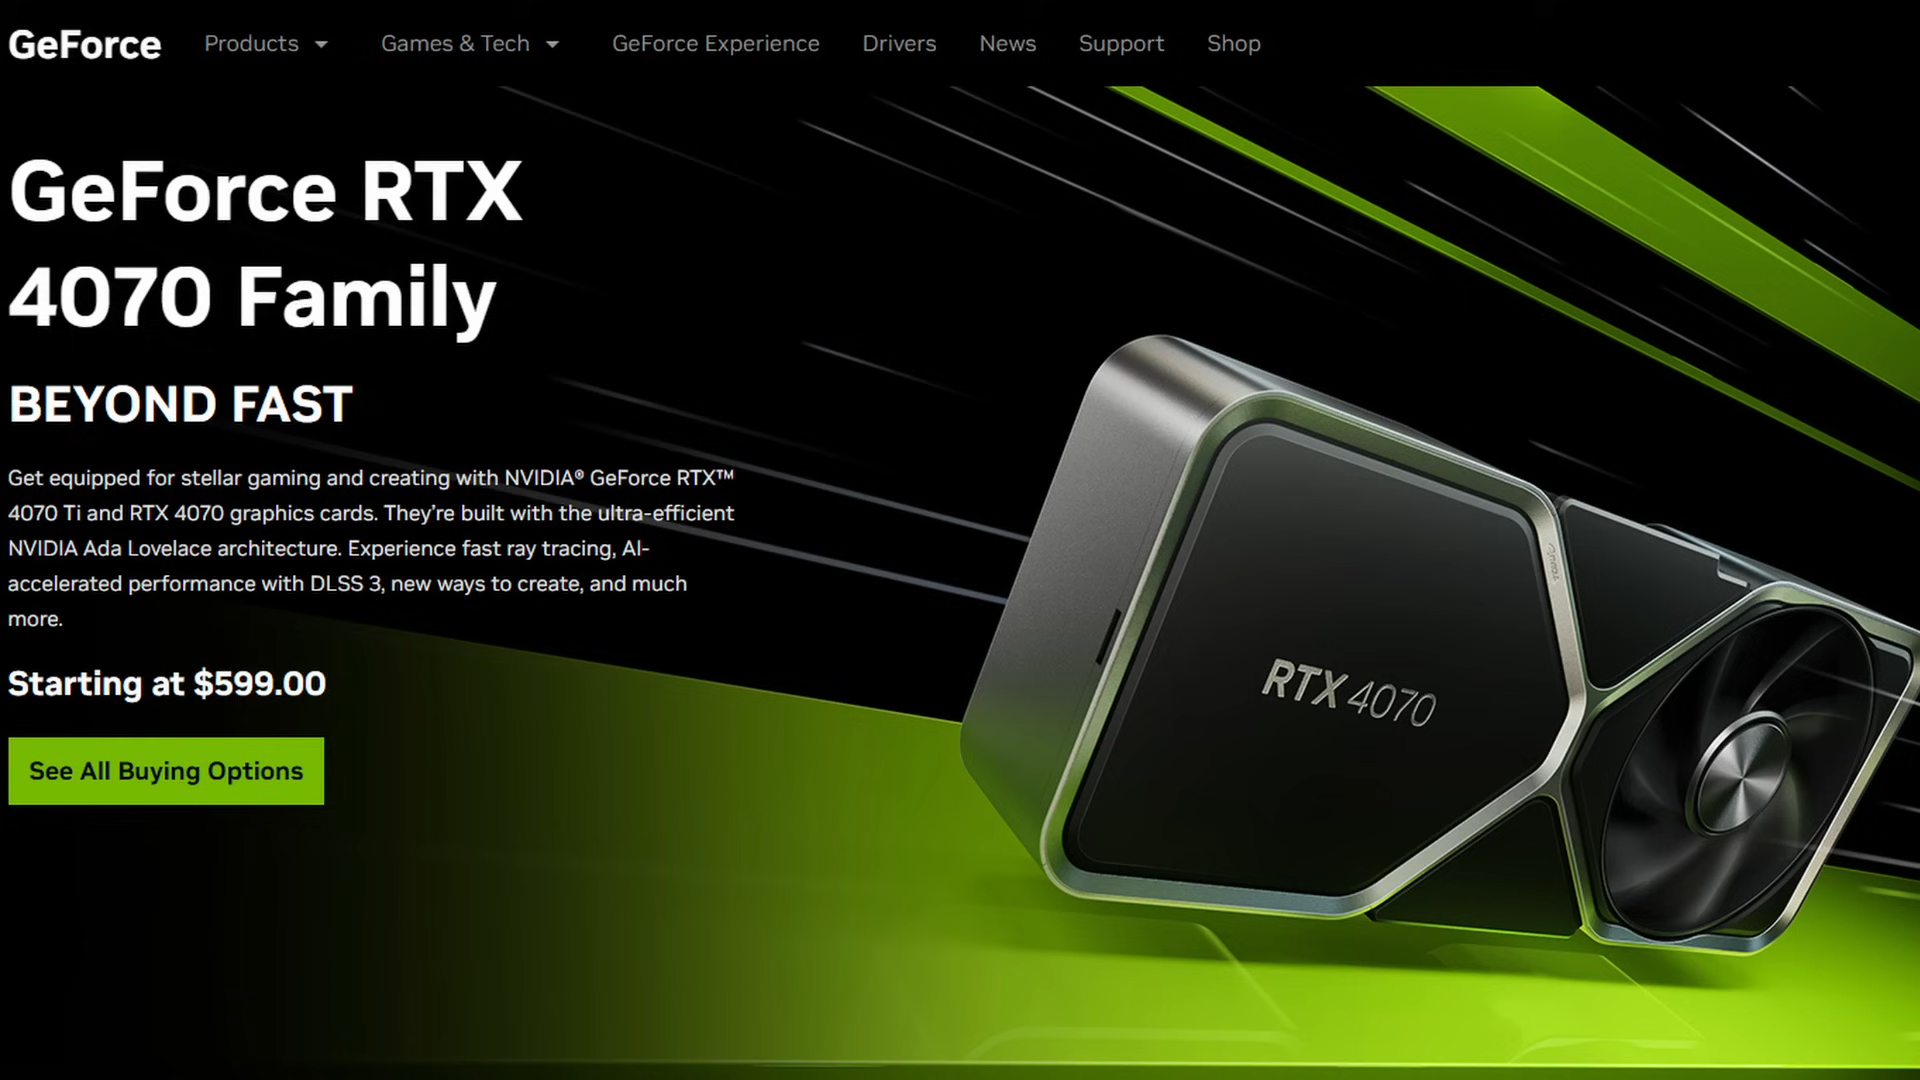 GeForce
Products
Games & Tech
GeForce Experience
Drivers
News
Support
Shop
GeForce RTX
4070 Family
BEYOND FAST
Get equipped for stellar gaming and creating with NVIDIA® GeForce RTX™
4070 Ti and RTX 4070 graphics cards. They’re built with the ultra-efficient
NVIDIA Ada Lovelace architecture. Experience fast ray tracing, AI-
accelerated performance with DLSS 3, new ways to create, and much
more.
Starting at $599.00
See All Buying Options
RTX 4070